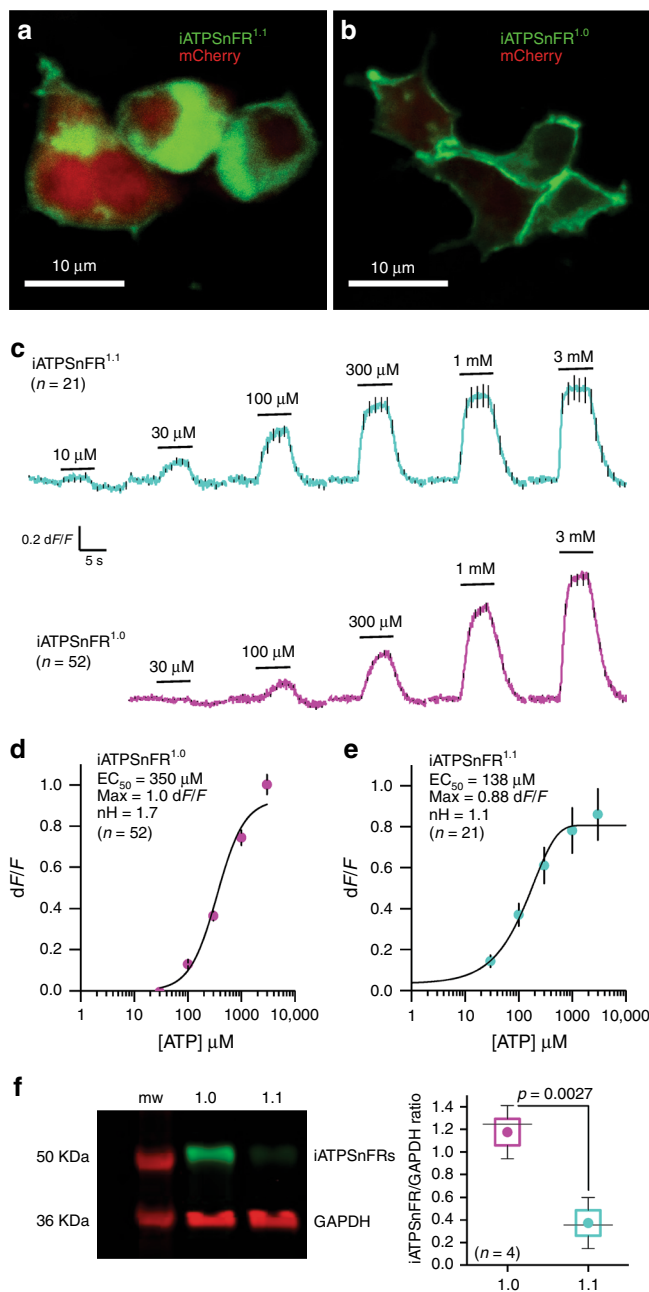 a
iATPSnFR1.1
mCherry
10 μm
b
iATPSnFR1.0
mCherry
10 μm
c
iATPSnFR1.1
(n = 21)
10 μM
30 μM
100 μM
300 μM
1 mM
3 mM
0.2 dF/F
5 s
iATPSnFR1.0
(n = 52)
30 μM
100 μM
300 μM
1 mM
3 mM
d
iATPSnFR1.0
EC50 = 350 μM
Max = 1.0 dF/F
nH = 1.7
(n = 52)
dF/F
1.0
0.8
0.6
0.4
0.2
0.0
1 10 100 1000 10,000
[ATP] μM
e
iATPSnFR1.1
EC50 = 138 μM
Max = 0.88 dF/F
nH = 1.1
(n = 21)
dF/F
1.0
0.8
0.6
0.4
0.2
0.0
1 10 100 1000 10,000
[ATP] μM
f
mw 1.0 1.1
50 KDa
iATPSnFRs
36 KDa
GAPDH
p = 0.0027
iATPSnFR/GAPDH ratio
1.4
1.2
1.0
0.8
0.6
0.4
0.2
0.0
(n = 4)
1.0 1.1